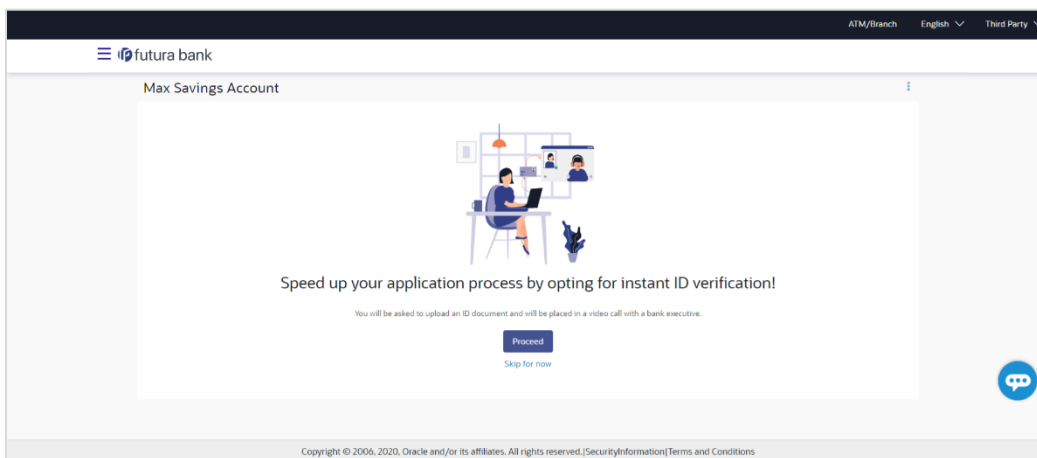 ATM/Branch English Third Party
futura bank
Max Savings Account
Speed up your application process by opting for instant ID verification!
You will be asked to upload an ID document and will be placed in a video call with a bank executive.
Proceed
Skip for now
Copyright © 2006, 2020, Oracle and/or its affiliates. All rights reserved.|SecurityInformation|Terms and Conditions